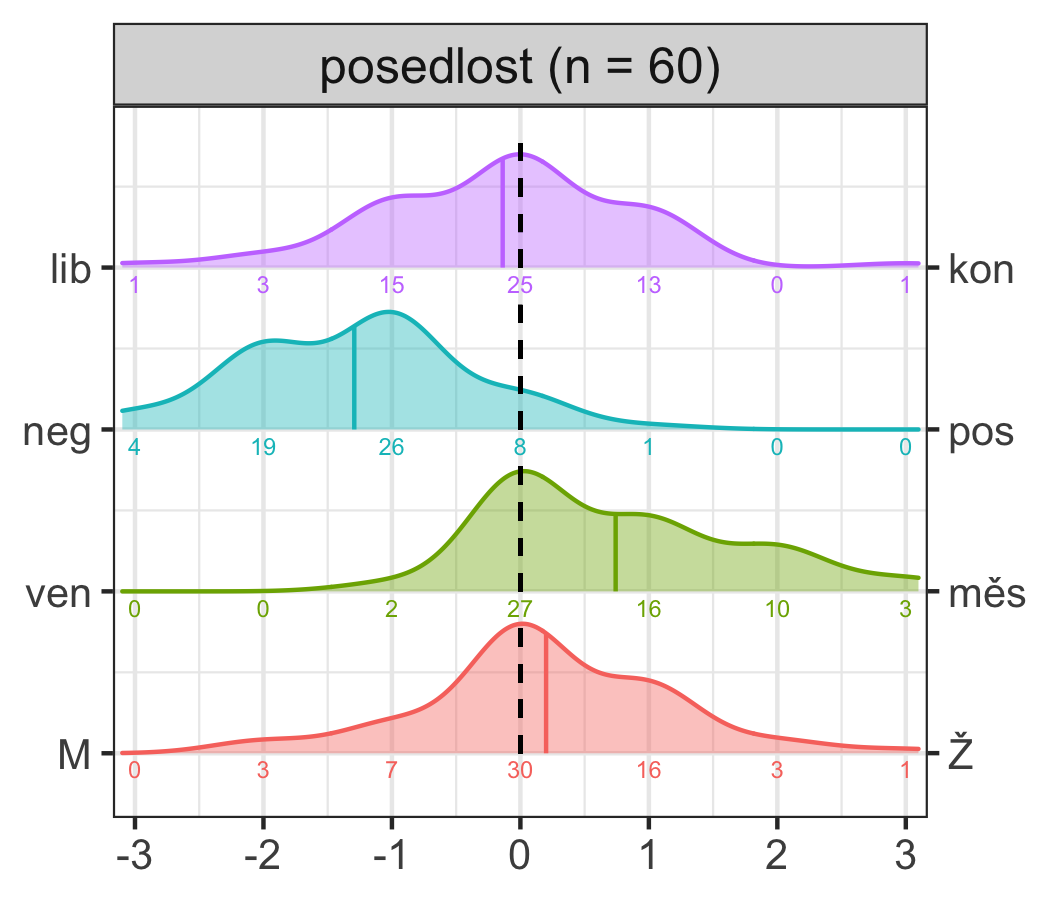 posedlost (n = 60)
lib kon
1 3 15 25 13 0 1
neg pos
4 19 26 8 1 0 0
ven měs
0 0 2 27 16 10 3
M Ž
0 3 7 30 16 3 1
-3 -2 -1 0 1 2 3